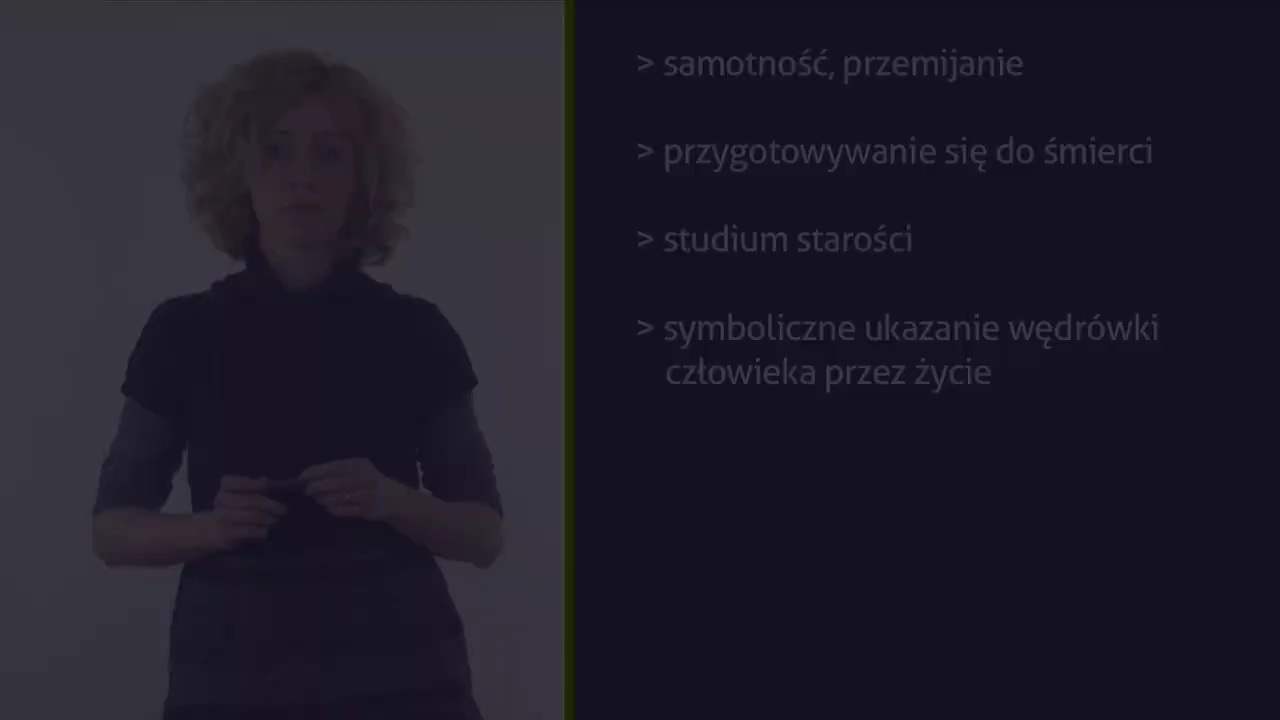 > samotność, przemijanie
> przygotowywanie się do śmierci
> studium starości
> symboliczne ukazanie wędrówki
człowieka przez życie